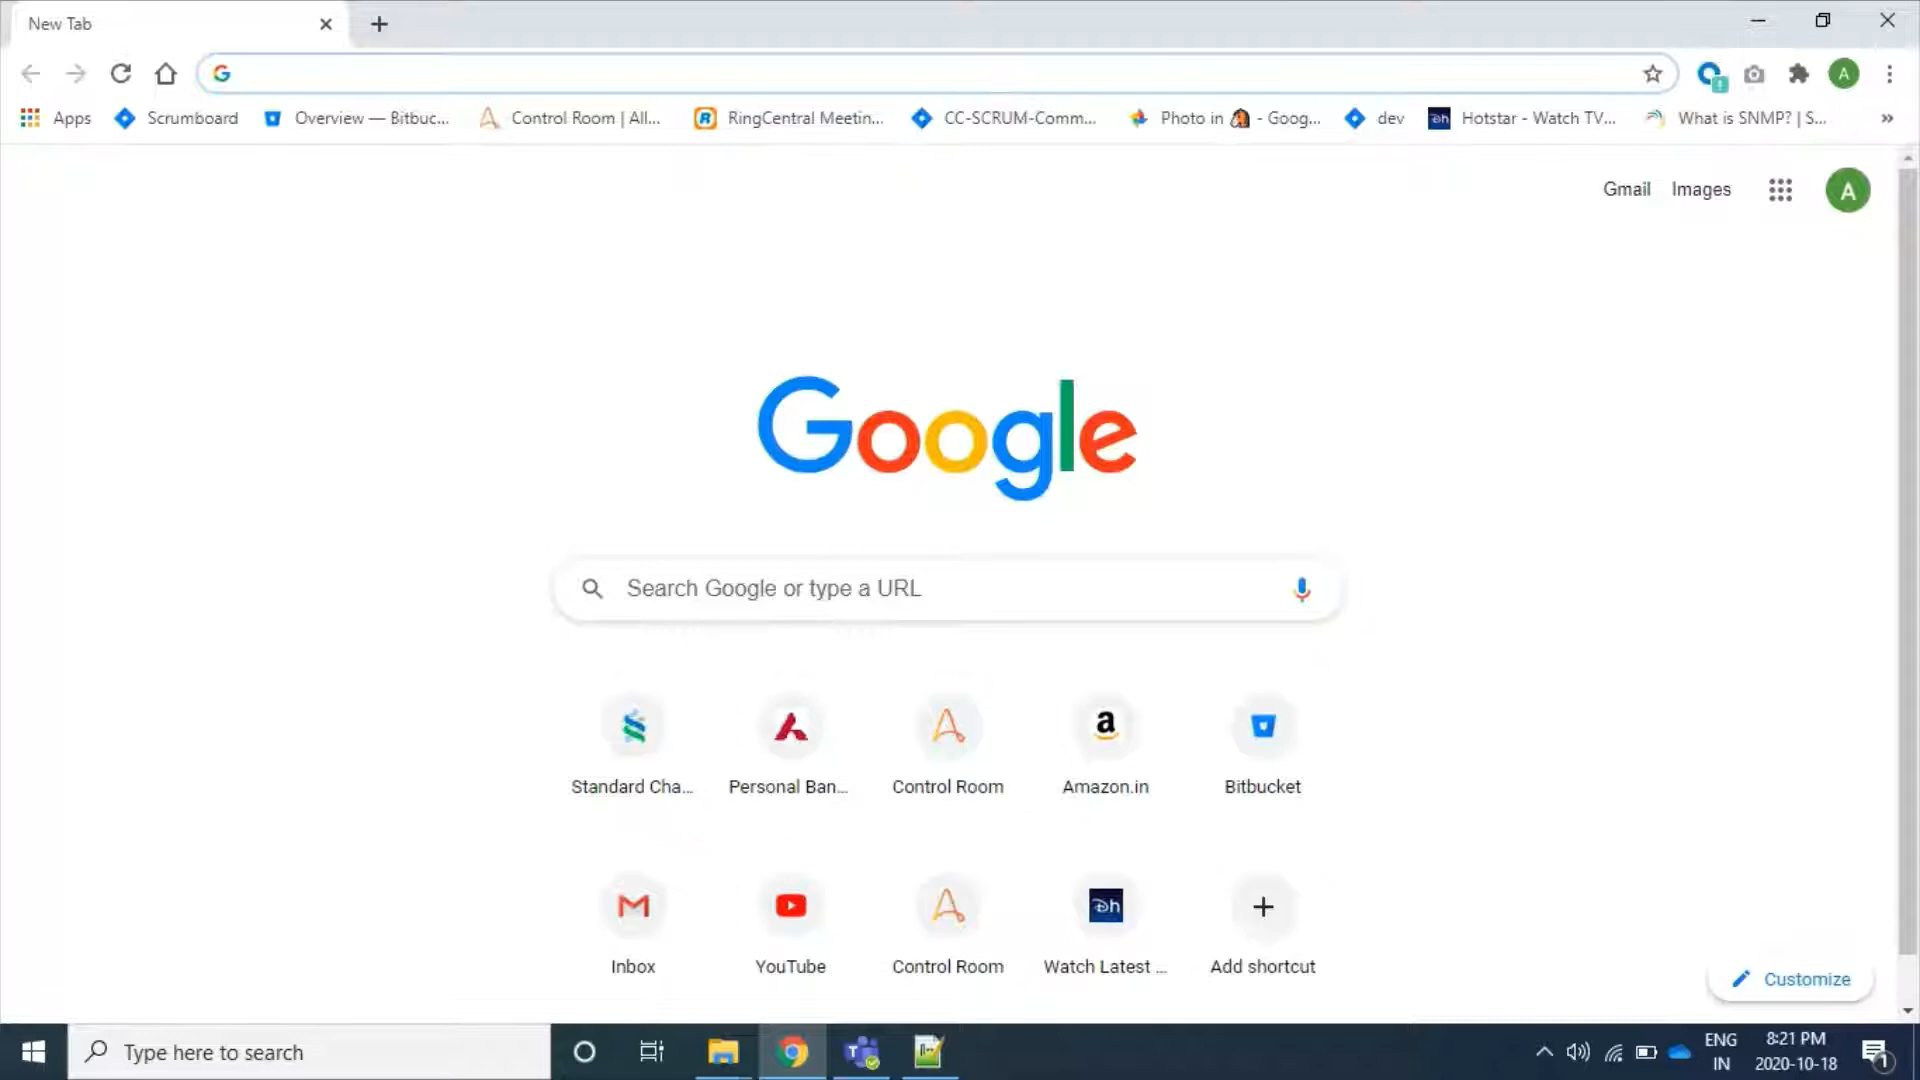 New Tab
Apps Scrumboard Overview — Bitbuc... Control Room | All... RingCentral Meetin... CC-SCRUM-Comm... Photo in - Goog... dev Hotstar - Watch TV... What is SNMP? | S... »
A
Gmail Images A
Google
Search Google or type a URL
Standard Cha... Personal Ban... Control Room Amazon.in Bitbucket
Inbox YouTube Control Room Watch Latest ... Add shortcut
Customize
Type here to search
ENG 8:21 PM
IN 2020-10-18 1